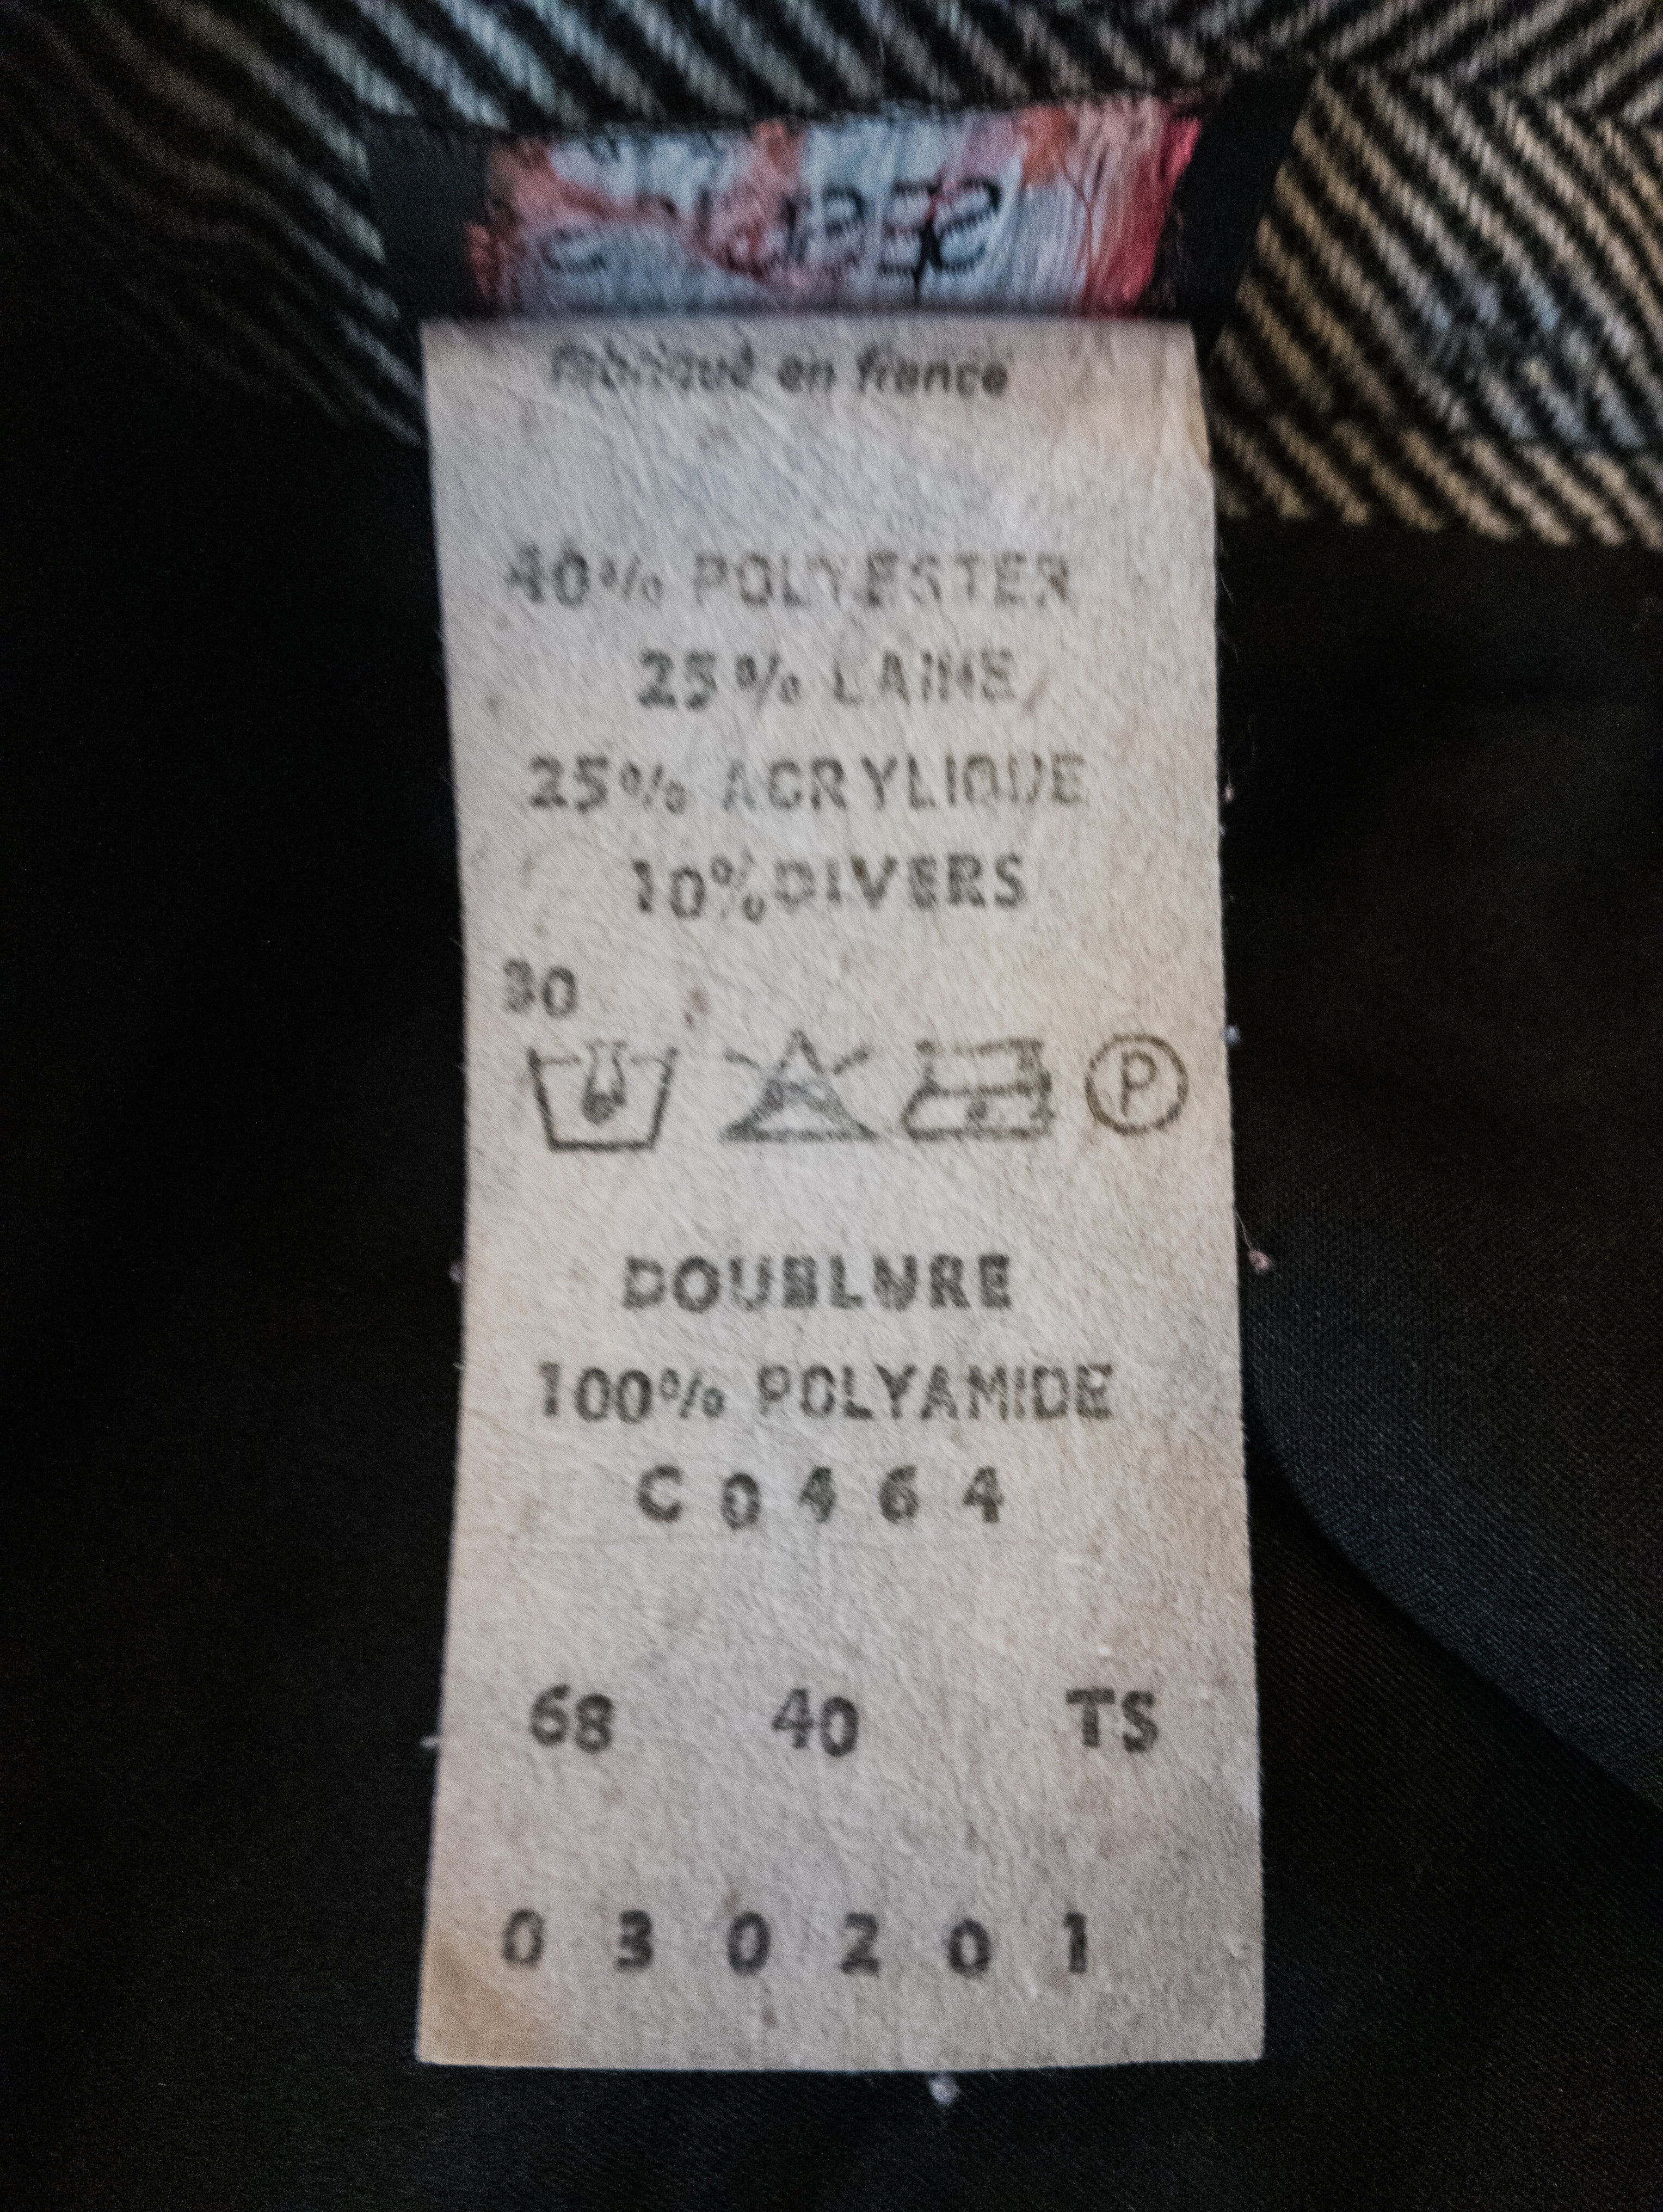 fabriqué en france
40% POLYESTER
25% LAINE
25% ACRYLIQUE
10% DIVERS
30
P
DOUBLURE
100% POLYAMIDE
C 0 4 6 4
68 40 TS
0 3 0 2 0 1